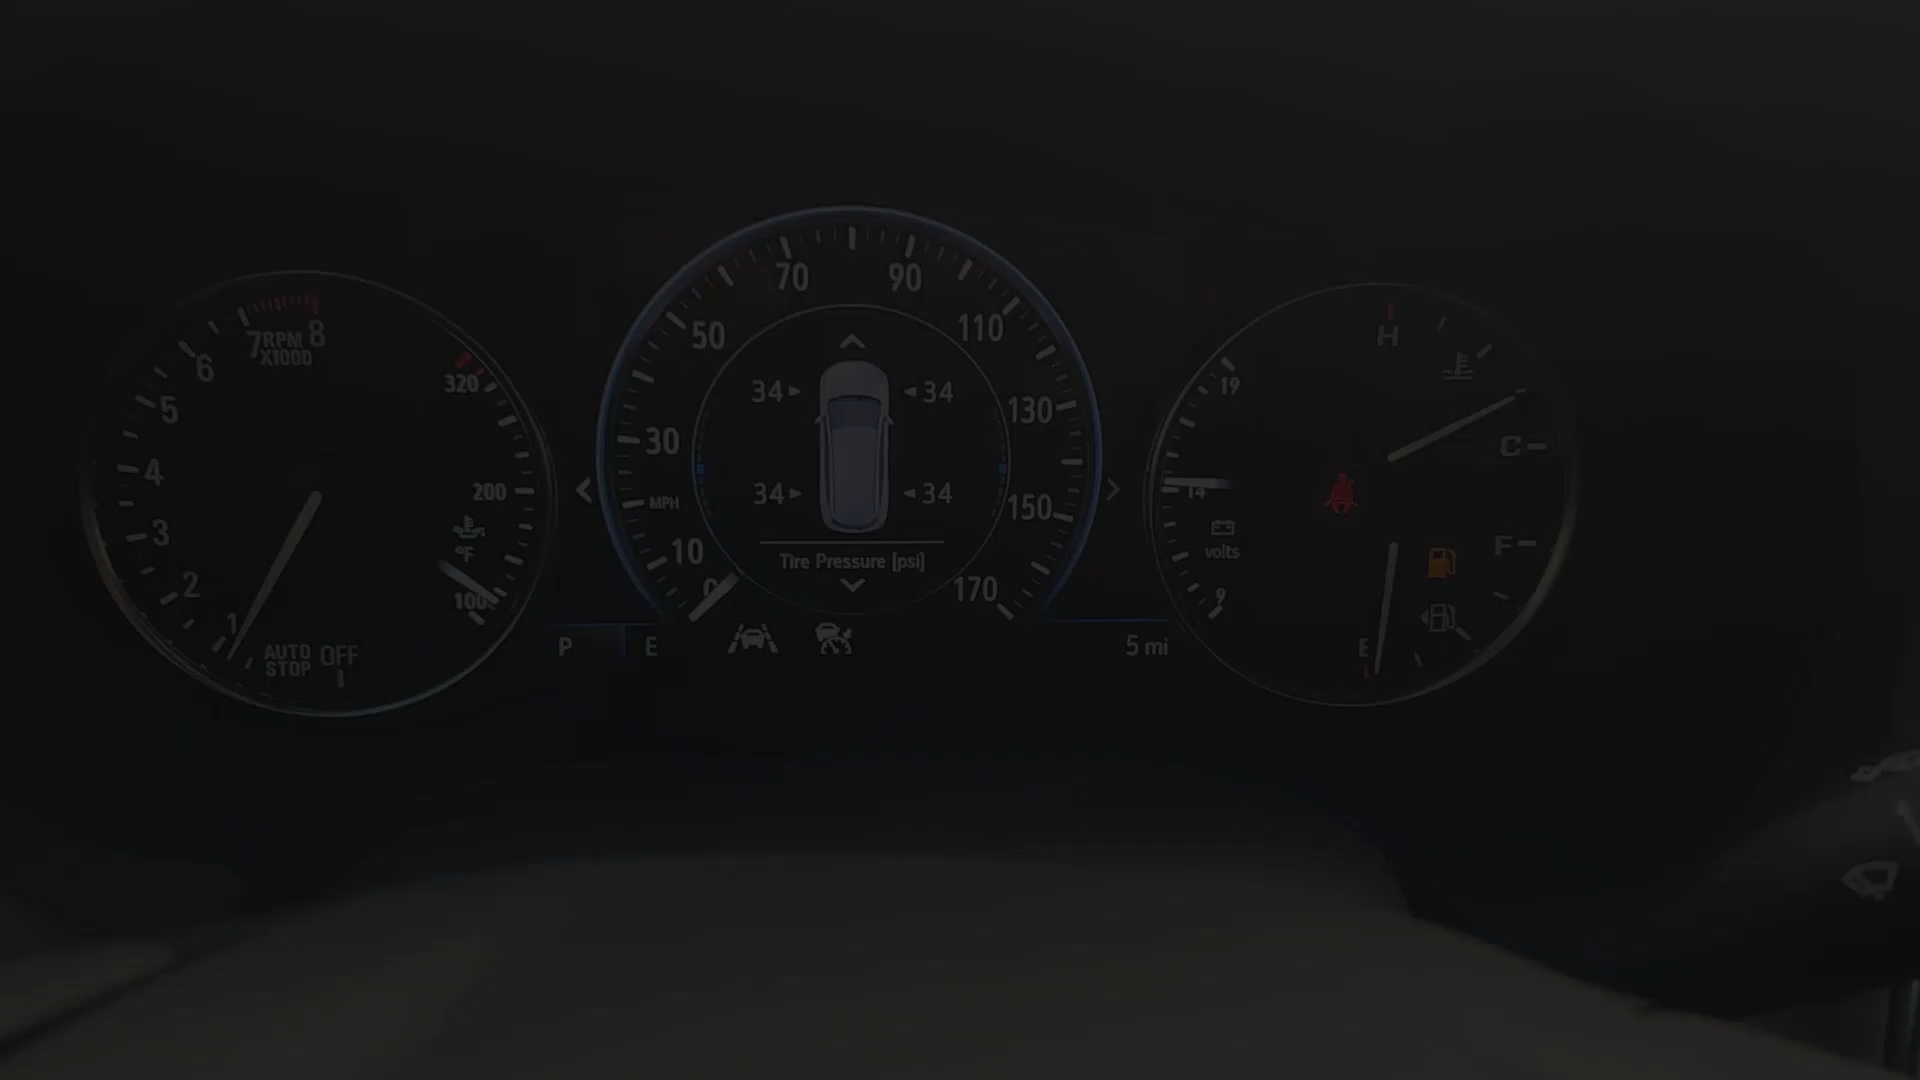 7 RPM 8
X1000
6
5
4
3
2
1
AUTO STOP OFF
320
200
°F
100
70 90
50 110
30 130
MPH 150
10 170
0
34 34
34 34
Tire Pressure [psi]
P E
5 mi
19
14
volts
9
H
C
F
E